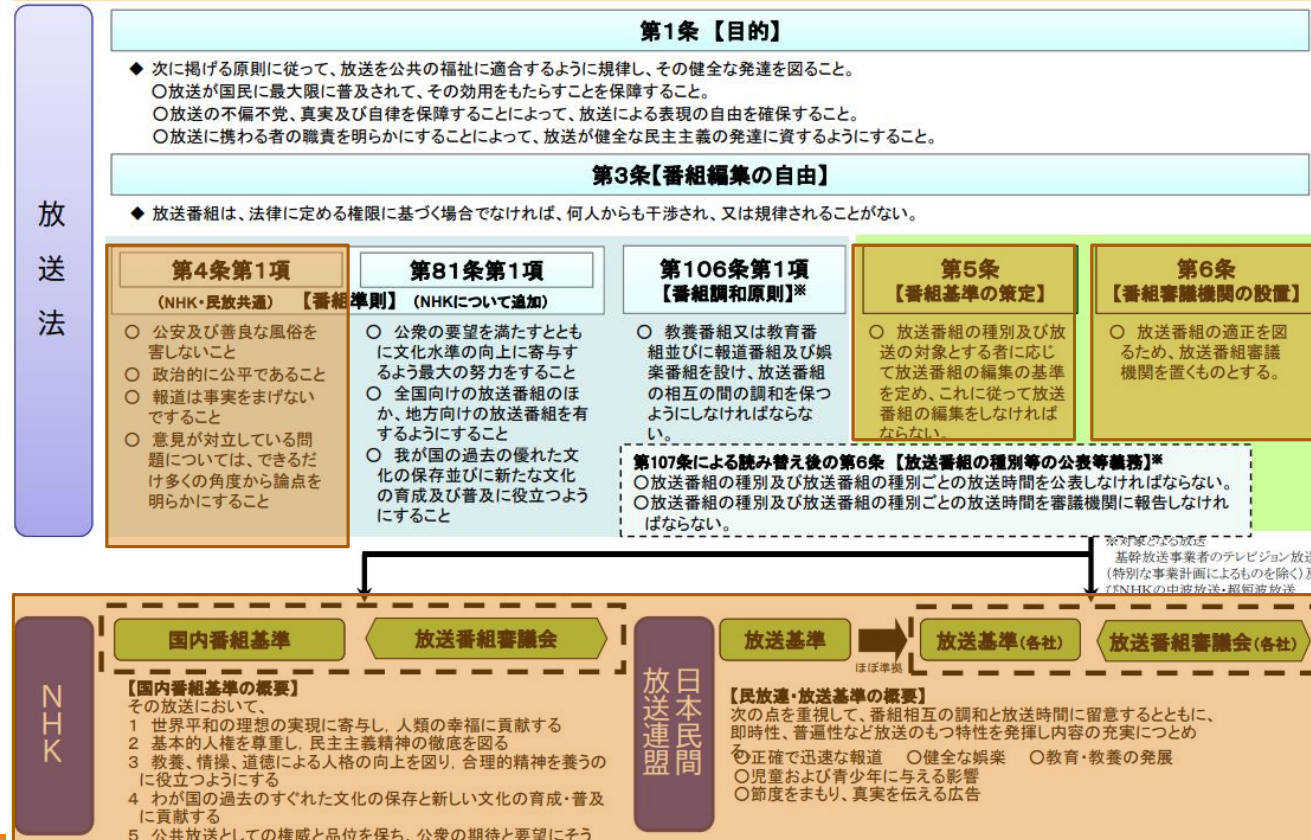 放送法
第1条 【目的】
◆ 次に掲げる原則に従って、放送を公共の福祉に適合するように規律し、その健全な発達を図ること。
〇放送が国民に最大限に普及されて、その効用をもたらすことを保障すること。
〇放送の不偏不党、真実及び自律を保障することによって、放送による表現の自由を確保すること。
〇放送に携わる者の職責を明らかにすることによって、放送が健全な民主主義の発達に資するようにすること。
第3条【番組編集の自由】
◆ 放送番組は、法律に定める権限に基づく場合でなければ、何人からも干渉され、又は規律されることがない。
第4条第1項
(NHK・民放共通) 【番組準則】 (NHKについて追加)
〇 公安及び善良な風俗を
害しないこと
〇 政治的に公平であること
〇 報道は事実をまげない
ですること
〇 意見が対立している問
題については、できるだ
け多くの角度から論点を
明らかにすること
第81条第1項
〇 公衆の要望を満たすととも
に文化水準の向上に寄与す
るよう最大の努力をすること
〇 全国向けの放送番組のほ
か、地方向けの放送番組を有
するようにすること
〇 我が国の過去の優れた文
化の保存並びに新たな文化
の育成及び普及に役立つよう
にすること
第106条第1項
【番組調和原則】※
〇 教養番組又は教育番
組並びに報道番組及び娯
楽番組を設け、放送番組
の相互の間の調和を保つ
ようにしなければならな
い。
第5条
【番組基準の策定】
〇 放送番組の種別及び放
送の対象とする者に応じ
て放送番組の編集の基準
を定め、これに従って放送
番組の編集をしなければ
ならない。
第6条
【番組審議機関の設置】
〇 放送番組の適正を図
るため、放送番組審議
機関を置くものとする。
第107条による読み替え後の第6条 【放送番組の種別等の公表等義務】※
〇放送番組の種別及び放送番組の種別ごとの放送時間を公表しなければならない。
〇放送番組の種別及び放送番組の種別ごとの放送時間を審議機関に報告しなけれ
ばならない。
※対象となる放送
基幹放送事業者のテレビジョン放送
(特別な事業計画によるものを除く)及
びNHKの中波放送・超短波放送
NHK
国内番組基準
放送番組審議会
【国内番組基準の概要】
その放送において、
1 世界平和の理想の実現に寄与し，人類の幸福に貢献する
2 基本的人権を尊重し，民主主義精神の徹底を図る
3 教養、情操、道徳による人格の向上を図り，合理的精神を養うの
に役立つようにする
4 わが国の過去のすぐれた文化の保存と新しい文化の育成・普及
に貢献する
5 公共放送としての権威と品位を保ち，公衆の期待と要望にそう
日本民間
放送連盟
放送基準
ほぼ準拠
放送基準(各社)
放送番組審議会(各社)
【民放連・放送基準の概要】
次の点を重視して、番組相互の調和と放送時間に留意するとともに、
即時性、普遍性など放送のもつ特性を発揮し内容の充実につとめ
る。
〇正確で迅速な報道 〇健全な娯楽 〇教育・教養の発展
〇児童および青少年に与える影響
〇節度をまもり、真実を伝える広告